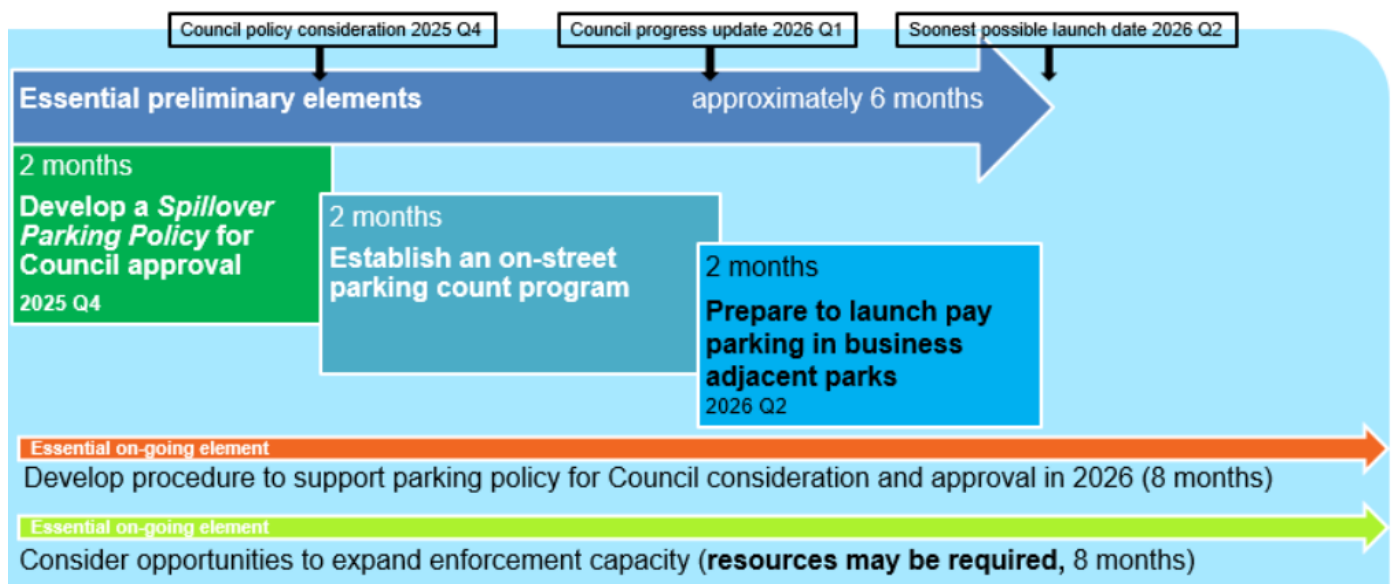 Council policy consideration 2025 Q4
Council progress update 2026 Q1
Soonest possible launch date 2026 Q2
Essential preliminary elements
approximately 6 months
2 months
Develop a Spillover
Parking Policy for
Council approval
2025 Q4
2 months
Establish an on-street
parking count program
2 months
Prepare to launch pay
parking in business
adjacent parks
2026 Q2
Essential on-going element
Develop procedure to support parking policy for Council consideration and approval in 2026 (8 months)
Essential on-going element
Consider opportunities to expand enforcement capacity (resources may be required, 8 months)